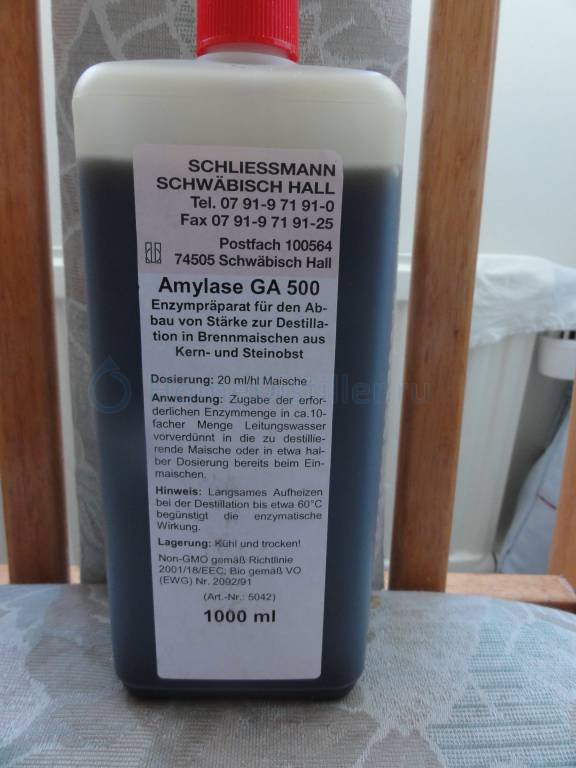 SCHLIESSMANN
SCHWÄBISCH HALL
Tel. 07 91-9 71 91-0
Fax 07 91-9 71 91-25
Postfach 100564
74505 Schwäbisch Hall
Amylase GA 500
Enzympräparat für den Ab-
bau von Stärke zur Destilla-
tion in Brennmaischen aus
Kern- und Steinobst
Dosierung: 20 ml/hl Maische
Anwendung: Zugabe der erfor-
derlichen Enzymmenge in ca.10-
facher Menge Leitungswasser
vorverdünnt in die zu destillie-
rende Maische oder in etwa hal-
ber Dosierung bereits beim Ein-
maischen.
Hinweis: Langsames Aufheizen
bei der Destillation bis etwa 60°C
begünstigt die enzymatische
Wirkung.
Lagerung: Kühl und trocken!
Non-GMO gemäß Richtlinie
2001/18/EEC; Bio gemäß VO
(EWG) Nr. 2092/91
(Art.-Nr.: 5042)
1000 ml
HomeDistiller.ru